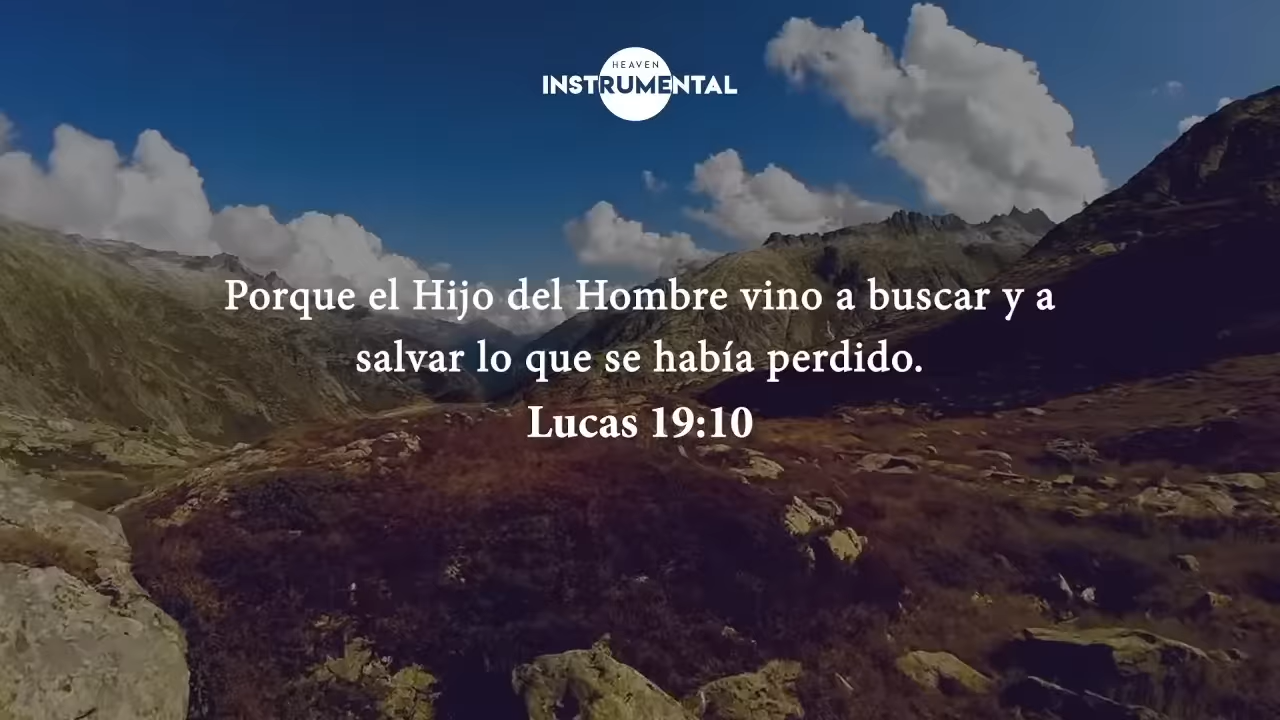 HEAVEN
INSTRUMENTAL
Porque el Hijo del Hombre vino a buscar y a
salvar lo que se había perdido.
Lucas 19:10